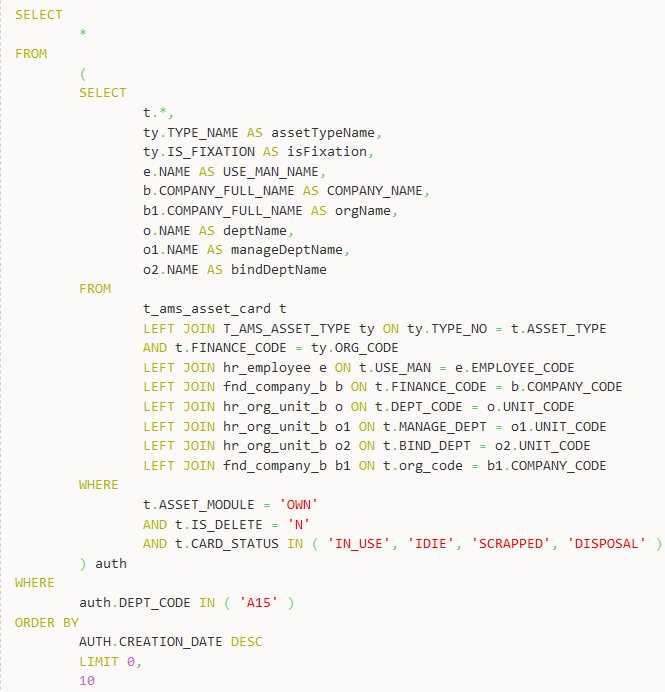 SELECT
*
FROM
(
SELECT
t.*,
ty.TYPE_NAME AS assetTypeName,
ty.IS_FIXATION AS isFixation,
e.NAME AS USE_MAN_NAME,
b.COMPANY_FULL_NAME AS COMPANY_NAME,
b1.COMPANY_FULL_NAME AS orgName,
o.NAME AS deptName,
o1.NAME AS manageDeptName,
o2.NAME AS bindDeptName
FROM
t_ams_asset_card t
LEFT JOIN T_AMS_ASSET_TYPE ty ON ty.TYPE_NO = t.ASSET_TYPE
AND t.FINANCE_CODE = ty.ORG_CODE
LEFT JOIN hr_employee e ON t.USE_MAN = e.EMPLOYEE_CODE
LEFT JOIN fnd_company_b b ON t.FINANCE_CODE = b.COMPANY_CODE
LEFT JOIN hr_org_unit_b o ON t.DEPT_CODE = o.UNIT_CODE
LEFT JOIN hr_org_unit_b o1 ON t.MANAGE_DEPT = o1.UNIT_CODE
LEFT JOIN hr_org_unit_b o2 ON t.BIND_DEPT = o2.UNIT_CODE
LEFT JOIN fnd_company_b b1 ON t.org_code = b1.COMPANY_CODE
WHERE
t.ASSET_MODULE = 'OWN'
AND t.IS_DELETE = 'N'
AND t.CARD_STATUS IN ( 'IN_USE', 'IDIE', 'SCRAPPED', 'DISPOSAL' )
) auth
WHERE
auth.DEPT_CODE IN ( 'A15' )
ORDER BY
AUTH.CREATION_DATE DESC
LIMIT 0,
10